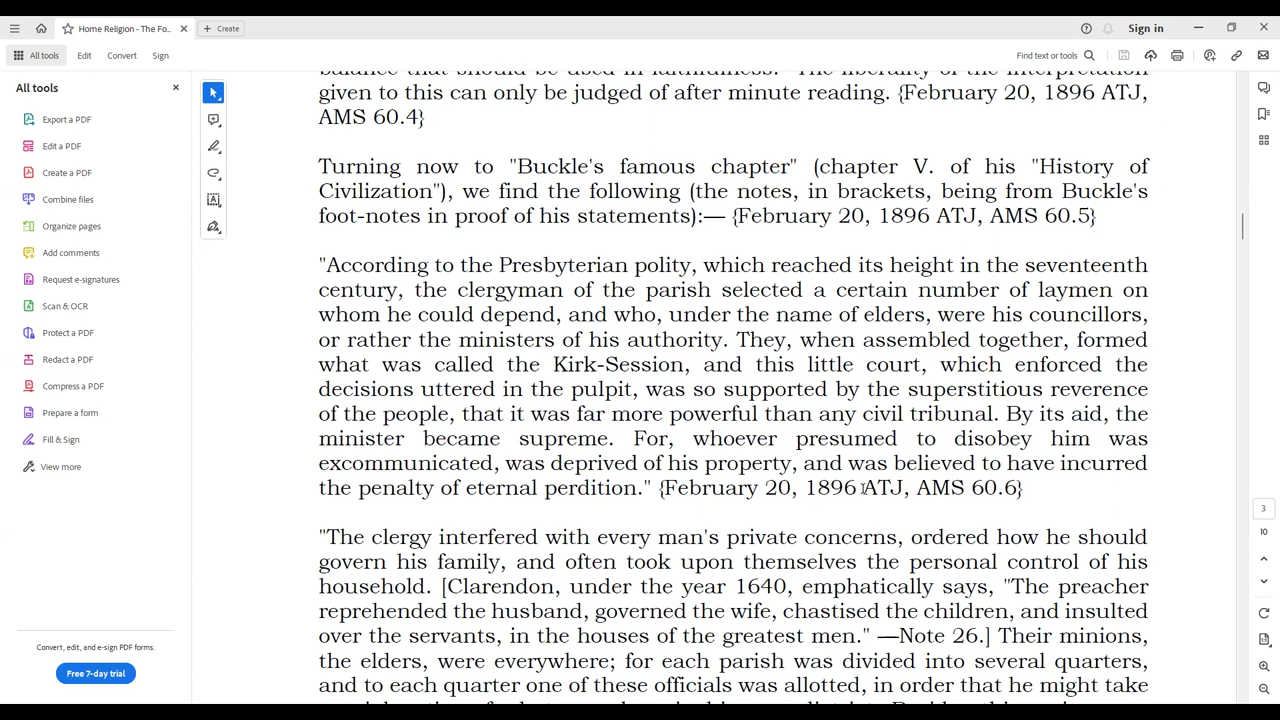 Home Religion - The Fo...
Create
Sign in
All tools
Edit
Convert
Sign
Find text or tools
All tools
Export a PDF
Edit a PDF
Create a PDF
Combine files
Organize pages
Add comments
Request e-signatures
Scan & OCR
Protect a PDF
Redact a PDF
Compress a PDF
Prepare a form
Fill & Sign
View more
Convert, edit, and e-sign PDF forms.
Free 7-day trial
balance that should be used in faithfulness." The liberality of the interpretation
given to this can only be judged of after minute reading. {February 20, 1896 ATJ,
AMS 60.4}
Turning now to "Buckle's famous chapter" (chapter V. of his "History of
Civilization"), we find the following (the notes, in brackets, being from Buckle's
foot-notes in proof of his statements):— {February 20, 1896 ATJ, AMS 60.5}
"According to the Presbyterian polity, which reached its height in the seventeenth
century, the clergyman of the parish selected a certain number of laymen on
whom he could depend, and who, under the name of elders, were his councillors,
or rather the ministers of his authority. They, when assembled together, formed
what was called the Kirk-Session, and this little court, which enforced the
decisions uttered in the pulpit, was so supported by the superstitious reverence
of the people, that it was far more powerful than any civil tribunal. By its aid, the
minister became supreme. For, whoever presumed to disobey him was
excommunicated, was deprived of his property, and was believed to have incurred
the penalty of eternal perdition." {February 20, 1896 ATJ, AMS 60.6}
"The clergy interfered with every man's private concerns, ordered how he should
govern his family, and often took upon themselves the personal control of his
household. [Clarendon, under the year 1640, emphatically says, "The preacher
reprehended the husband, governed the wife, chastised the children, and insulted
over the servants, in the houses of the greatest men." —Note 26.] Their minions,
the elders, were everywhere; for each parish was divided into several quarters,
and to each quarter one of these officials was allotted, in order that he might take
3
10